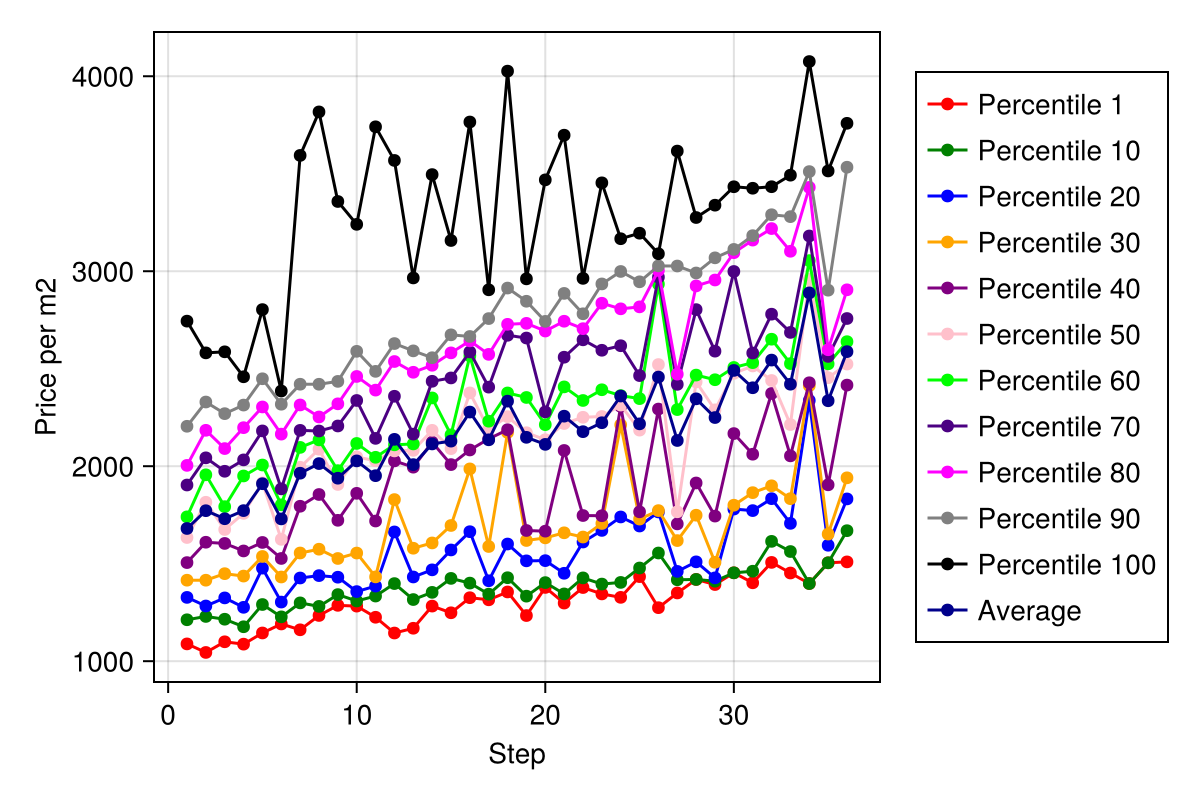 4000
3000
2000
1000
Price per m2
0 10 20 30
Step
Percentile 1
Percentile 10
Percentile 20
Percentile 30
Percentile 40
Percentile 50
Percentile 60
Percentile 70
Percentile 80
Percentile 90
Percentile 100
Average